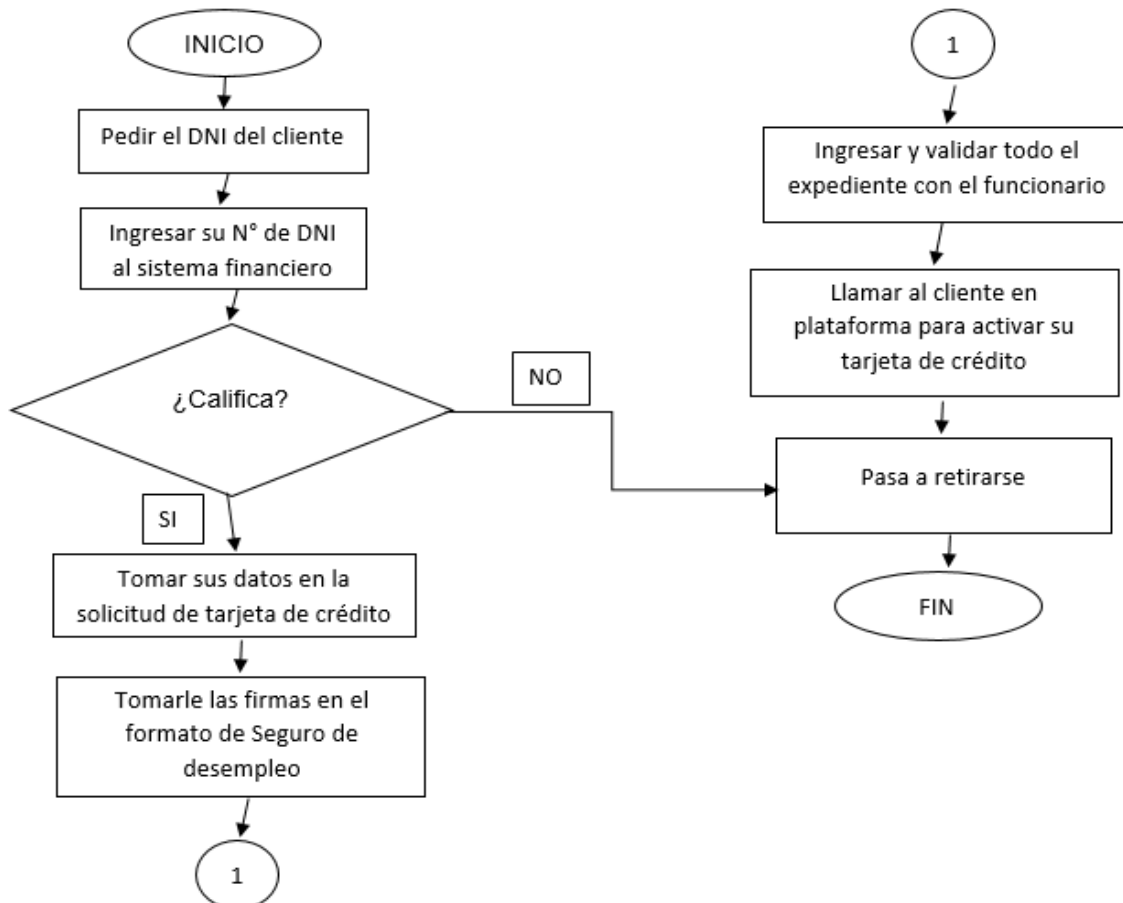 INICIO
Pedir el DNI del cliente
Ingresar su N° de DNI
al sistema financiero
¿Califica?
NO
SI
Tomar sus datos en la
solicitud de tarjeta de crédito
Tomarle las firmas en el
formato de Seguro de
desempleo
1
1
Ingresar y validar todo el
expediente con el funcionario
Llamar al cliente en
plataforma para activar su
tarjeta de crédito
Pasa a retirarse
FIN